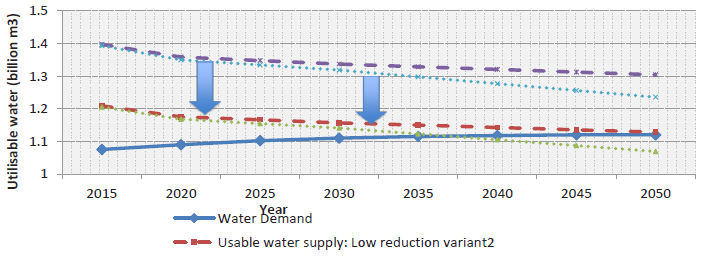 Utilisable water (billion m3)
1.5
1.4
1.3
1.2
1.1
1
2015 2020 2025 2030 2035 2040 2045 2050
Year
Water Demand
Usable water supply: Low reduction variant2